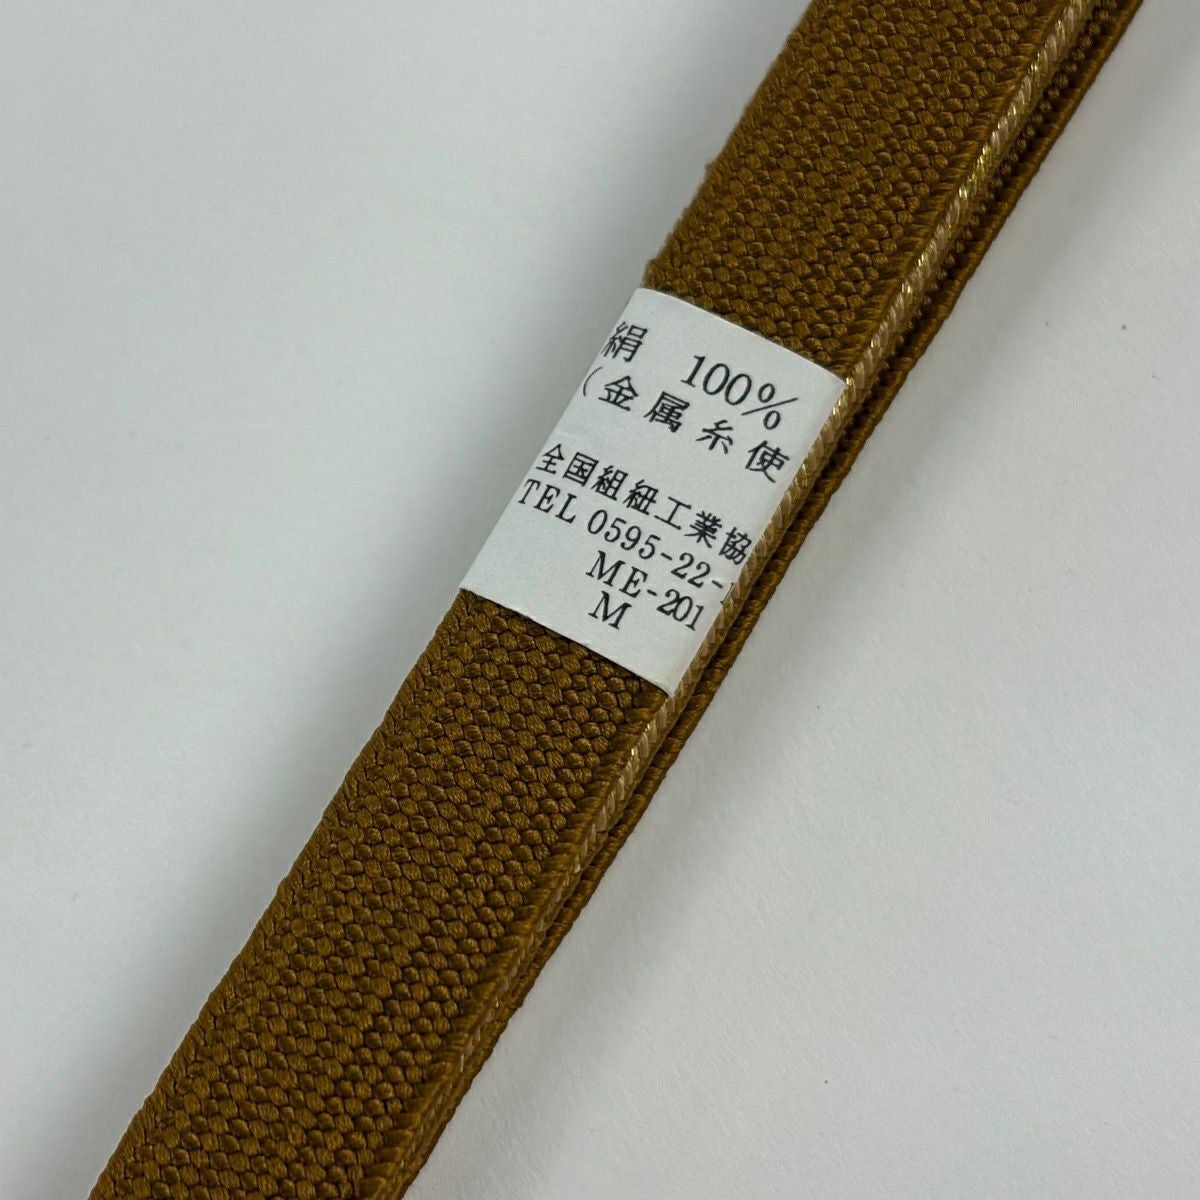 絹 100%
(金属糸使
全国組紐工業協
TEL 0595-22-
ME-201
M